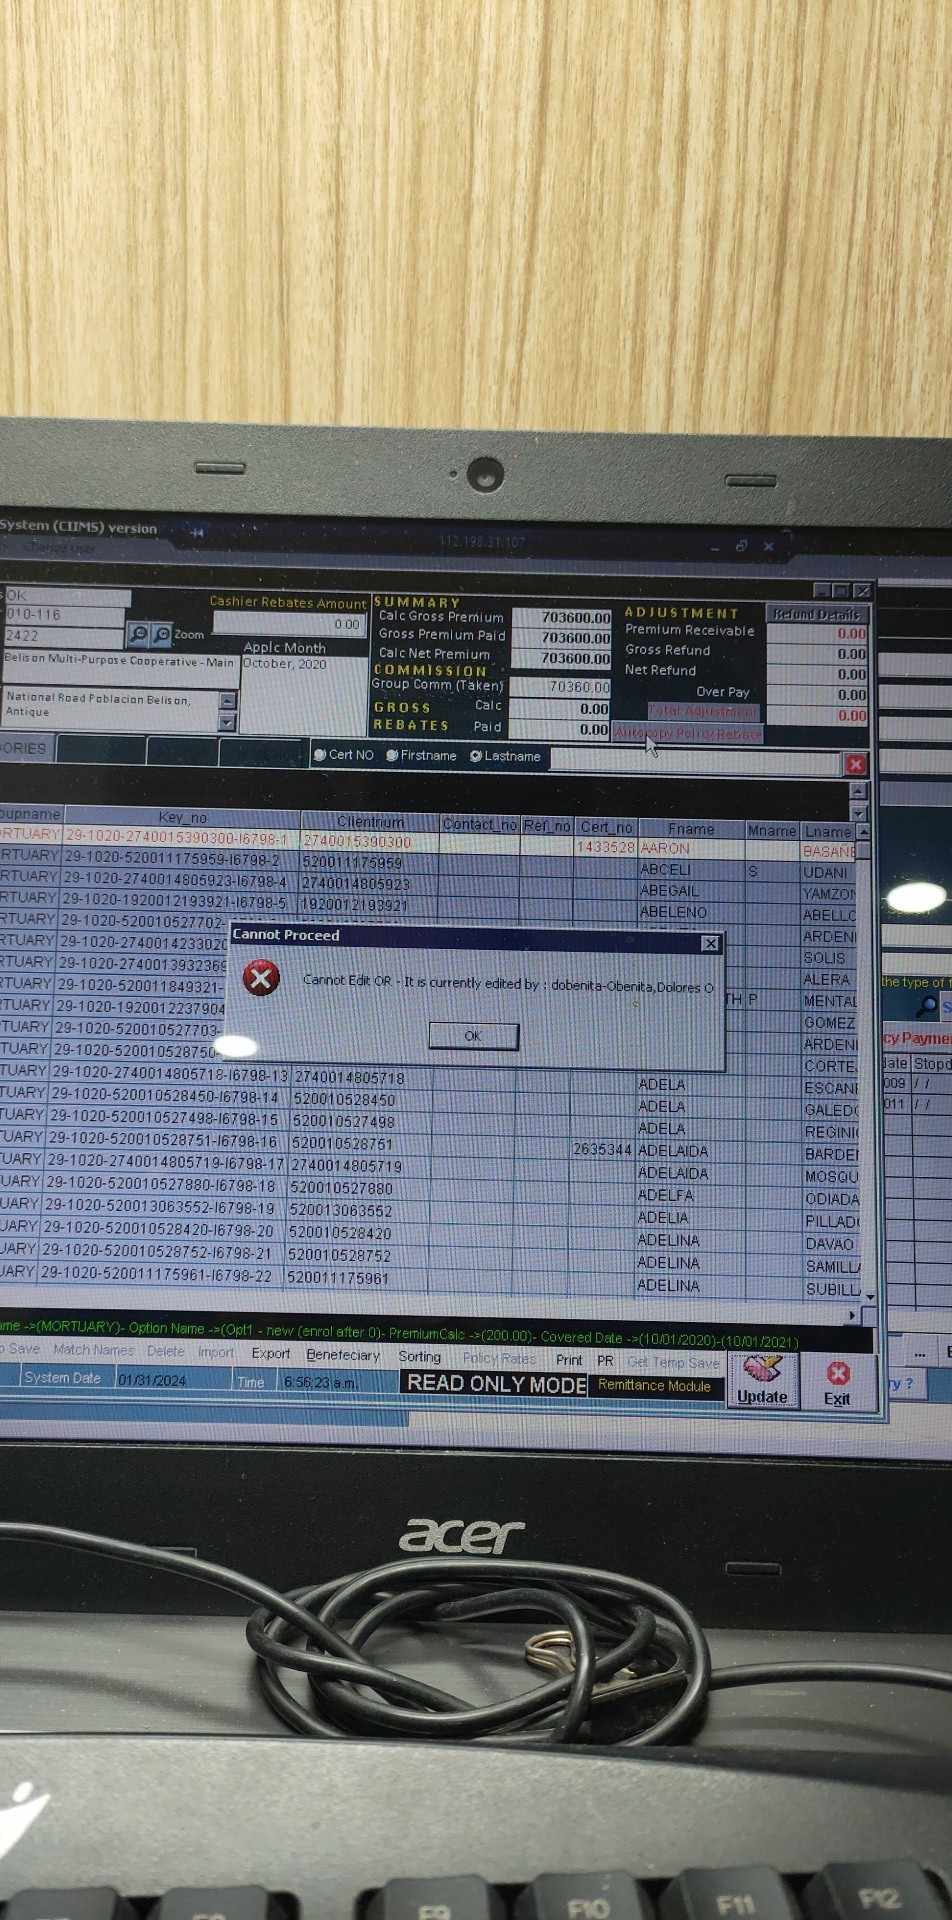 System (CIIMS) version
112.198.31.107
Change User
OK
Cashier Rebates Amount
0.00
SUMMARY
Calc Gross Premium 703600.00
Gross Premium Paid 703600.00
Calc Net Premium 703600.00
COMMISSION
Group Comm (Taken) 70360.00
GROSS Calc 0.00
REBATES Paid 0.00
ADJUSTMENT
Refund Details
Premium Receivable 0.00
Gross Refund 0.00
Net Refund 0.00
Over Pay 0.00
Total Adjustment 0.00
Autocopy Policy Rebate
010-116
2422
Zoom
Applc Month
October, 2020
Belison Multi-Purpose Cooperative - Main
National Road Poblacion Belison,
Antique
ORIES
Cert NO Firstname Lastname
oupname Key_no Clientnum Contact_no Ref_no Cert_no Fname Mname Lname
ORTUARY 29-1020-2740015390300-I6798-1 2740015390300 1433528 AARON BASANE
RTUARY 29-1020-520011175959-I6798-2 520011175959 ABCELI S UDANI
RTUARY 29-1020-2740014805923-I6798-4 2740014805923 ABEGAIL YAMZON
RTUARY 29-1020-1920012193921-I6798-5 1920012193921 ABELENO ABELLO
RTUARY 29-1020-520010527702- ARDENI
RTUARY 29-1020-2740014233020 SOLIS
RTUARY 29-1020-2740013932369 ALERA
RTUARY 29-1020-520011849321- TH P MENTAL
RTUARY 29-1020-1920012237904 GOMEZ
RTUARY 29-1020-520010527703- ARDENI
TUARY 29-1020-520010528750- CORTE
TUARY 29-1020-2740014805718-I6798-13 2740014805718 ADELA ESCANE
TUARY 29-1020-520010528450-I6798-14 520010528450 ADELA GALEDO
TUARY 29-1020-520010527498-I6798-15 520010527498 ADELA REGINIO
TUARY 29-1020-520010528751-I6798-16 520010528751 2635344 ADELAIDA BARDE
TUARY 29-1020-2740014805719-I6798-17 2740014805719 ADELAIDA MOSQU
TUARY 29-1020-520010527880-I6798-18 520010527880 ADELFA ODIADA
UARY 29-1020-520013063552-I6798-19 520013063552 ADELIA PILLADO
UARY 29-1020-520010528420-I6798-20 520010528420 ADELINA DAVAO
UARY 29-1020-520010528752-I6798-21 520010528752 ADELINA SAMILLA
UARY 29-1020-520011175961-I6798-22 520011175961 ADELINA SUBILLA
Cannot Proceed
Cannot Edit OR - It is currently edited by : dobenita-Obenita,Dolores O
OK
the type of
cy Payme
date Stopd
009 / /
011 / /
ame ->(MORTUARY)- Option Name ->(Opt1 - new (enrol after 0)- PremiumCalc ->(200.00)- Covered Date ->(10/01/2020)-(10/01/2021)
p Save Match Names Delete Import Export Benefeciary Sorting Policy Rates Print PR Get Temp Save
System Date 01/31/2024 Time 6:56:23 a.m. READ ONLY MODE Remittance Module Update Exit
ry ?
acer
F9 F10 F11 F12